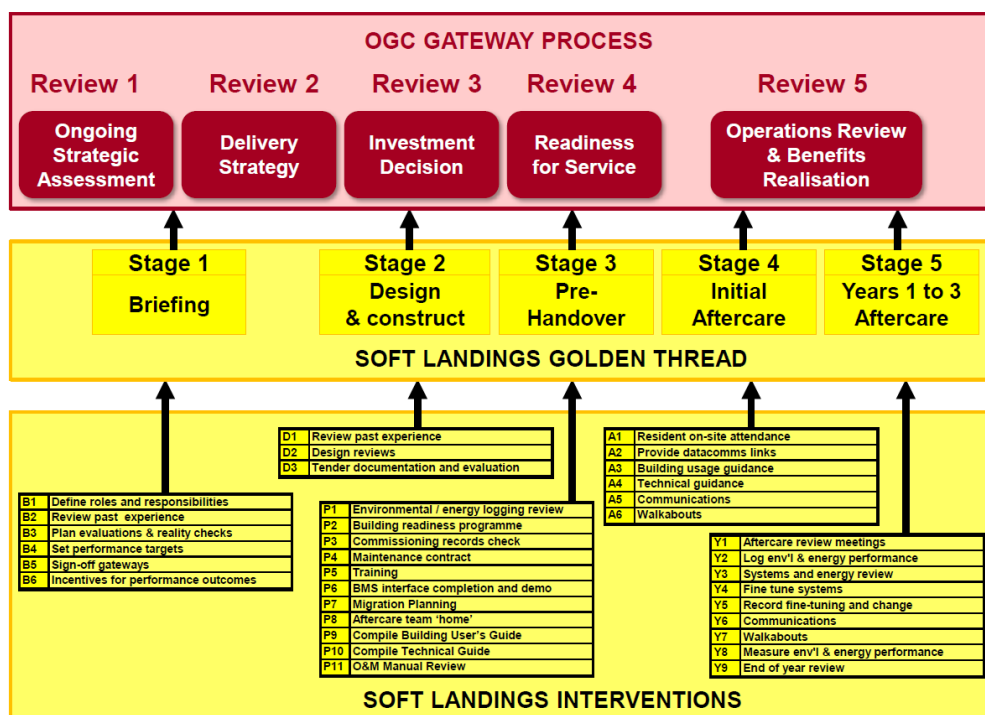 OGC GATEWAY PROCESS
Review 1
Review 2
Review 3
Review 4
Review 5
Ongoing
Strategic
Assessment
Delivery
Strategy
Investment
Decision
Readiness
for Service
Operations Review
& Benefits
Realisation
Stage 1
Briefing
Stage 2
Design
& construct
Stage 3
Pre-
Handover
Stage 4
Initial
Aftercare
Stage 5
Years 1 to 3
Aftercare
SOFT LANDINGS GOLDEN THREAD
B1 Define roles and responsibilities
B2 Review past experience
B3 Plan evaluations & reality checks
B4 Set performance targets
B5 Sign-off gateways
B6 Incentives for performance outcomes
D1 Review past experience
D2 Design reviews
D3 Tender documentation and evaluation
P1 Environmental / energy logging review
P2 Building readiness programme
P3 Commissioning records check
P4 Maintenance contract
P5 Training
P6 BMS interface completion and demo
P7 Migration Planning
P8 Aftercare team ‘home’
P9 Compile Building User's Guide
P10 Compile Technical Guide
P11 O&M Manual Review
A1 Resident on-site attendance
A2 Provide datacomms links
A3 Building usage guidance
A4 Technical guidance
A5 Communications
A6 Walkabouts
Y1 Aftercare review meetings
Y2 Log env'l & energy performance
Y3 Systems and energy review
Y4 Fine tune systems
Y5 Record fine-tuning and change
Y6 Communications
Y7 Walkabouts
Y8 Measure env'l & energy performance
Y9 End of year review
SOFT LANDINGS INTERVENTIONS